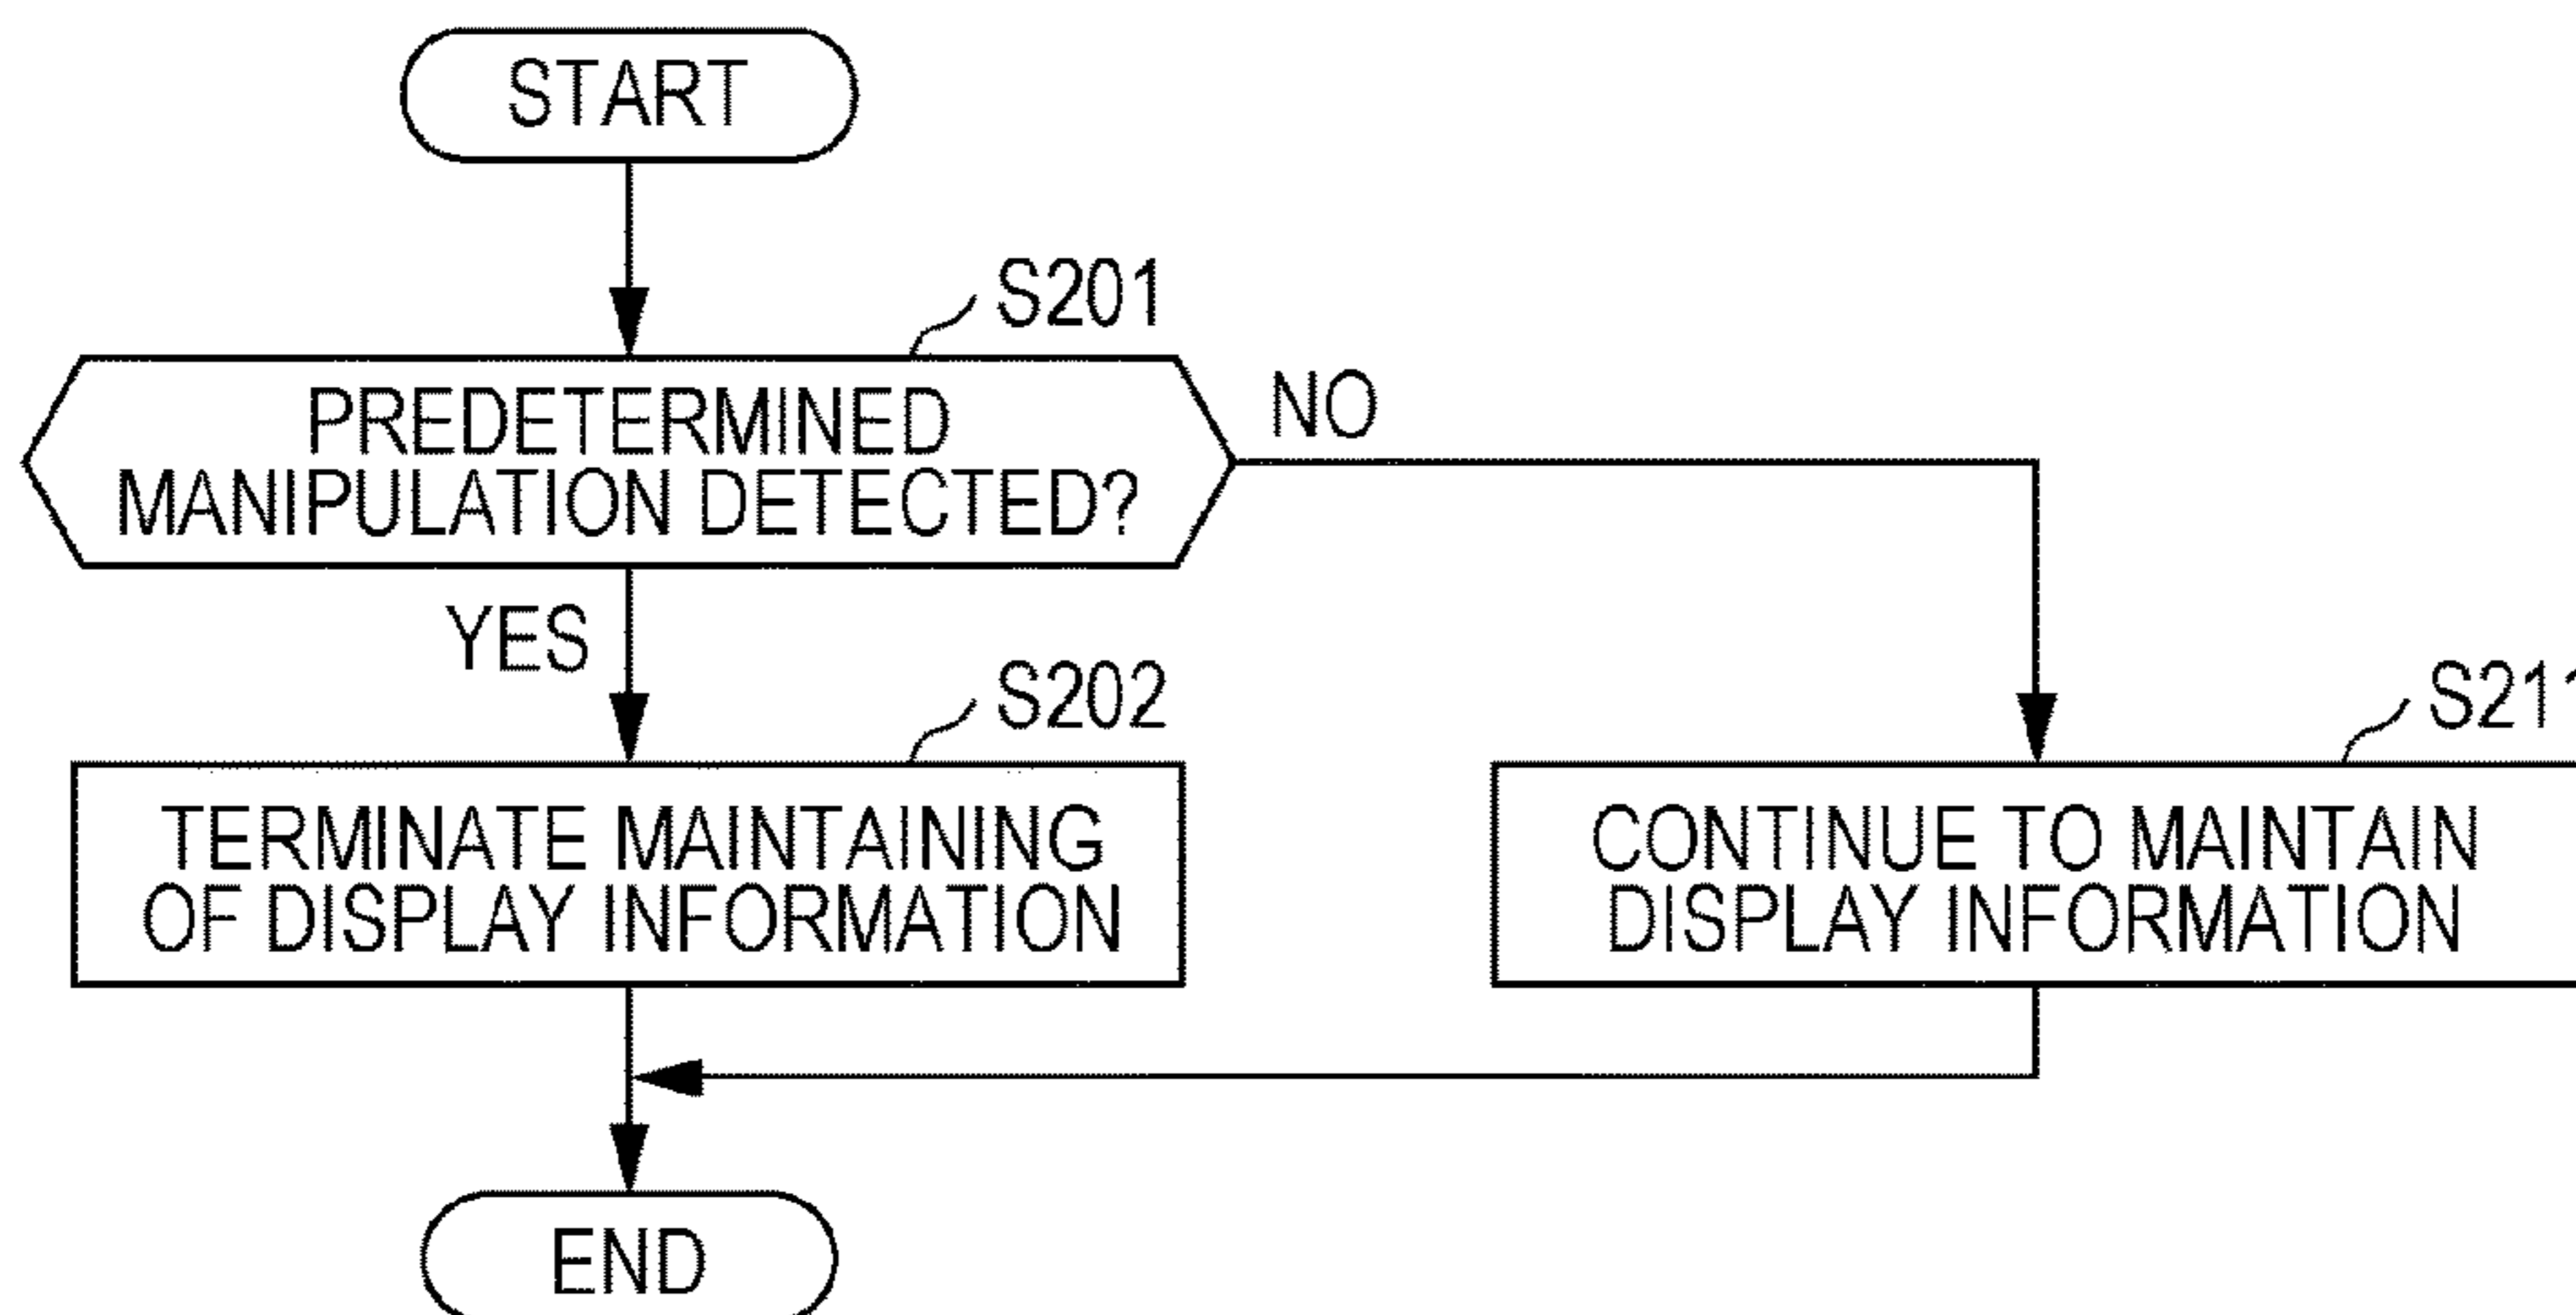 START
S201
PREDETERMINED
MANIPULATION DETECTED?
NO
YES
S202
S211
TERMINATE MAINTAINING
OF DISPLAY INFORMATION
CONTINUE TO MAINTAIN
DISPLAY INFORMATION
END